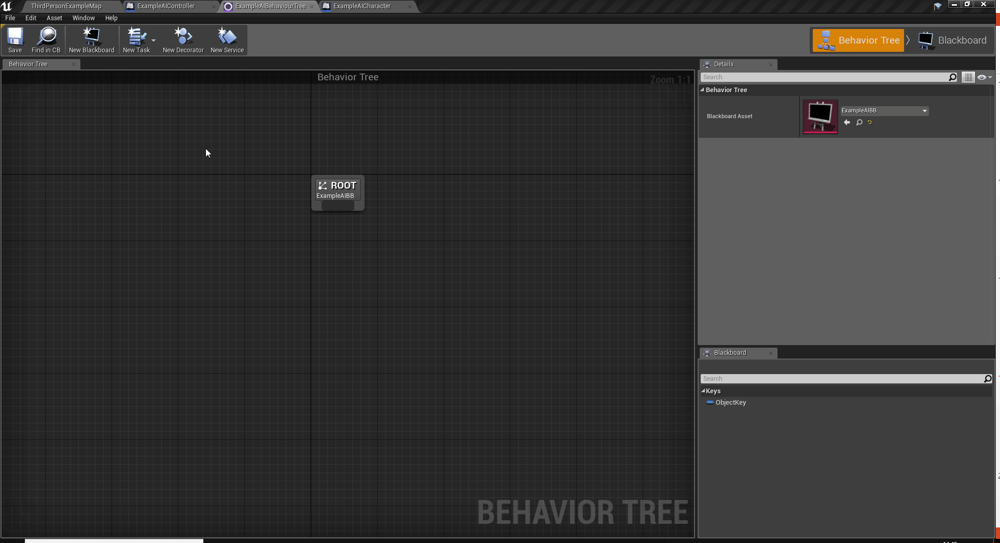 ThirdPersonExampleMap ExampleAIController ExampleAIBehaviourTree ExampleAICharacter
File Edit Asset Window Help
Save Find in CB New Blackboard New Task New Decorator New Service
Behavior Tree Blackboard
Behavior Tree
Behavior Tree
Zoom 1:1
ROOT
ExampleAIBB
BEHAVIOR TREE
Details
Search
Behavior Tree
Blackboard Asset
ExampleAIBB
Blackboard
Search
Keys
ObjectKey